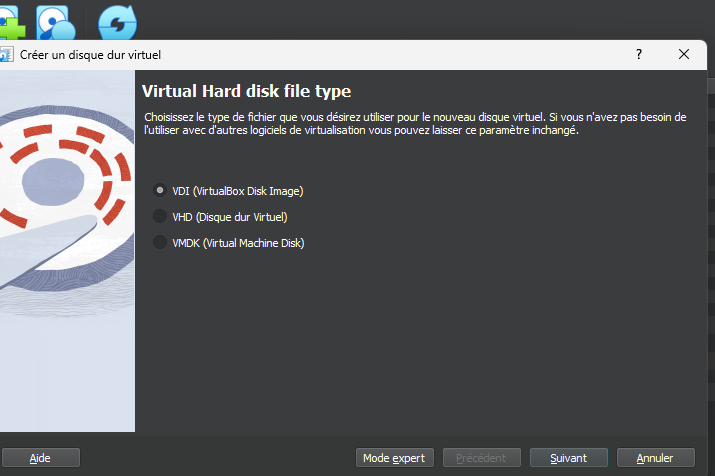 Créer un disque dur virtuel
?
Virtual Hard disk file type
Choisissez le type de fichier que vous désirez utiliser pour le nouveau disque virtuel. Si vous n'avez pas besoin de
l'utiliser avec d'autres logiciels de virtualisation vous pouvez laisser ce paramètre inchangé.
VDI (VirtualBox Disk Image)
VHD (Disque dur Virtuel)
VMDK (Virtual Machine Disk)
Aide
Mode expert
Précédent
Suivant
Annuler